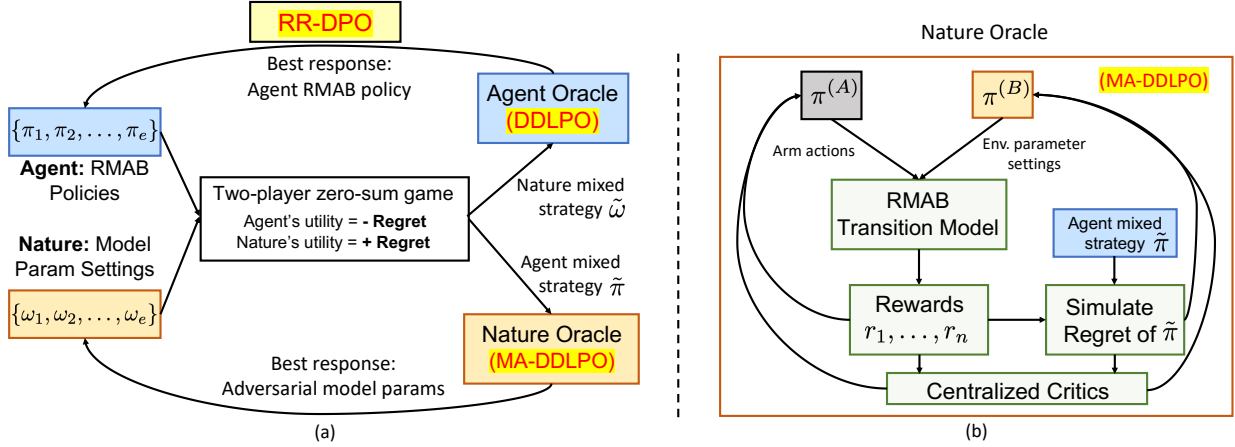 RR-DPO
Best response:
Agent RMAB policy
Agent Oracle
(DDLPO)
{π₁, π₂, . . . , πₑ}
Agent: RMAB
Policies
Two-player zero-sum game
Agent's utility = - Regret
Nature's utility = + Regret
Nature mixed
strategy ω̃
Nature: Model
Param Settings
Agent mixed
strategy π̃
{ω₁, ω₂, . . . , ωₑ}
Nature Oracle
(MA-DDLPO)
Best response:
Adversarial model params
(a)
Nature Oracle
(MA-DDLPO)
π⁽ᴬ⁾
π⁽ᴮ⁾
Arm actions
Env. parameter
settings
RMAB
Transition Model
Agent mixed
strategy π̃
Rewards
r₁, . . . , rₙ
Simulate
Regret of π̃
Centralized Critics
(b)